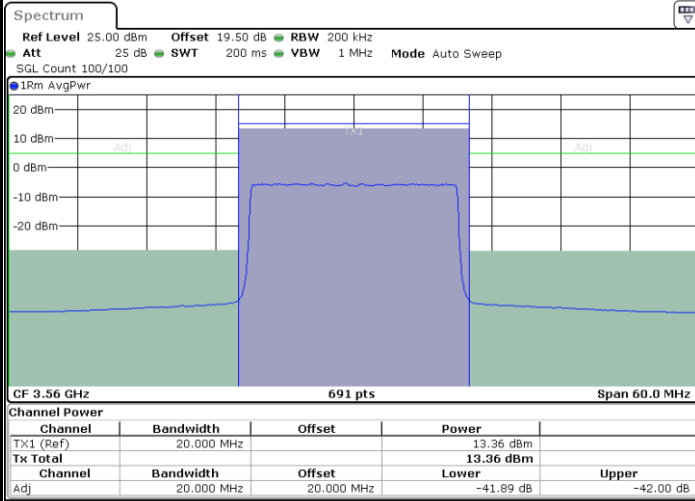 Spectrum
Ref Level 25.00 dBm Offset 19.50 dB RBW 200 kHz
Att 25 dB SWT 200 ms VBW 1 MHz Mode Auto Sweep
SGL Count 100/100
1Rm AvgPwr
20 dBm
TX1
10 dBm
Adj Adj
0 dBm
-10 dBm
-20 dBm
CF 3.56 GHz 691 pts Span 60.0 MHz
Channel Power
Channel Bandwidth Offset Power
TX1 (Ref) 20.000 MHz 13.36 dBm
Tx Total 13.36 dBm
Channel Bandwidth Offset Lower Upper
Adj 20.000 MHz 20.000 MHz -41.89 dB -42.00 dB